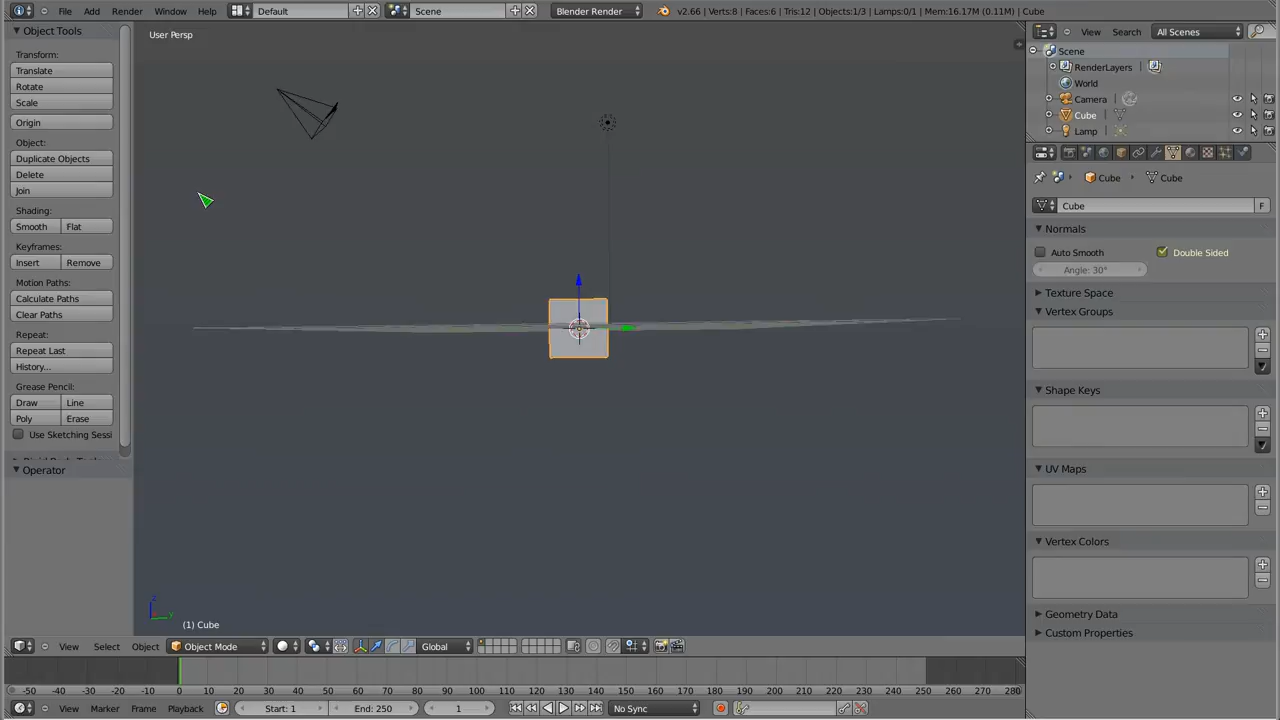 File Add Render Window Help Default Scene Blender Render v2.66 | Verts:8 | Faces:6 | Tris:12 | Objects:1/3 | Lamps:0/1 | Mem:16.17M (0.11M) | Cube
Object Tools
Transform:
Translate
Rotate
Scale
Origin
Object:
Duplicate Objects
Delete
Join
Shading:
Smooth Flat
Keyframes:
Insert Remove
Motion Paths:
Calculate Paths
Clear Paths
Repeat:
Repeat Last
History...
Grease Pencil:
Draw Line
Poly Erase
Use Sketching Sessi
Operator
User Persp
z
Y
(1) Cube
View Search All Scenes
Scene
RenderLayers
World
Camera
Cube
Lamp
Cube Cube
Cube F
Normals
Auto Smooth Double Sided
Angle: 30°
Texture Space
Vertex Groups
Shape Keys
UV Maps
Vertex Colors
Geometry Data
Custom Properties
View Select Object Object Mode Global
-50 -40 -30 -20 -10 0 10 20 30 40 50 60 70 80 90 100 110 120 130 140 150 160 170 180 190 200 210 220 230 240 250 260 270 280
View Marker Frame Playback Start: 1 End: 250 1 No Sync